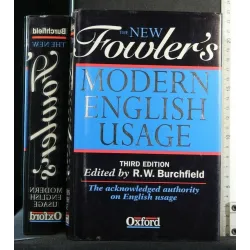 Burchfield
THE NEW
Fowler's
MODERN
ENGLISH
USAGE
Oxford
THE NEW
Fowler's
MODERN
ENGLISH
USAGE
THIRD EDITION
Edited by R.W. Burchfield
The acknowledged authority
on English usage
Oxford